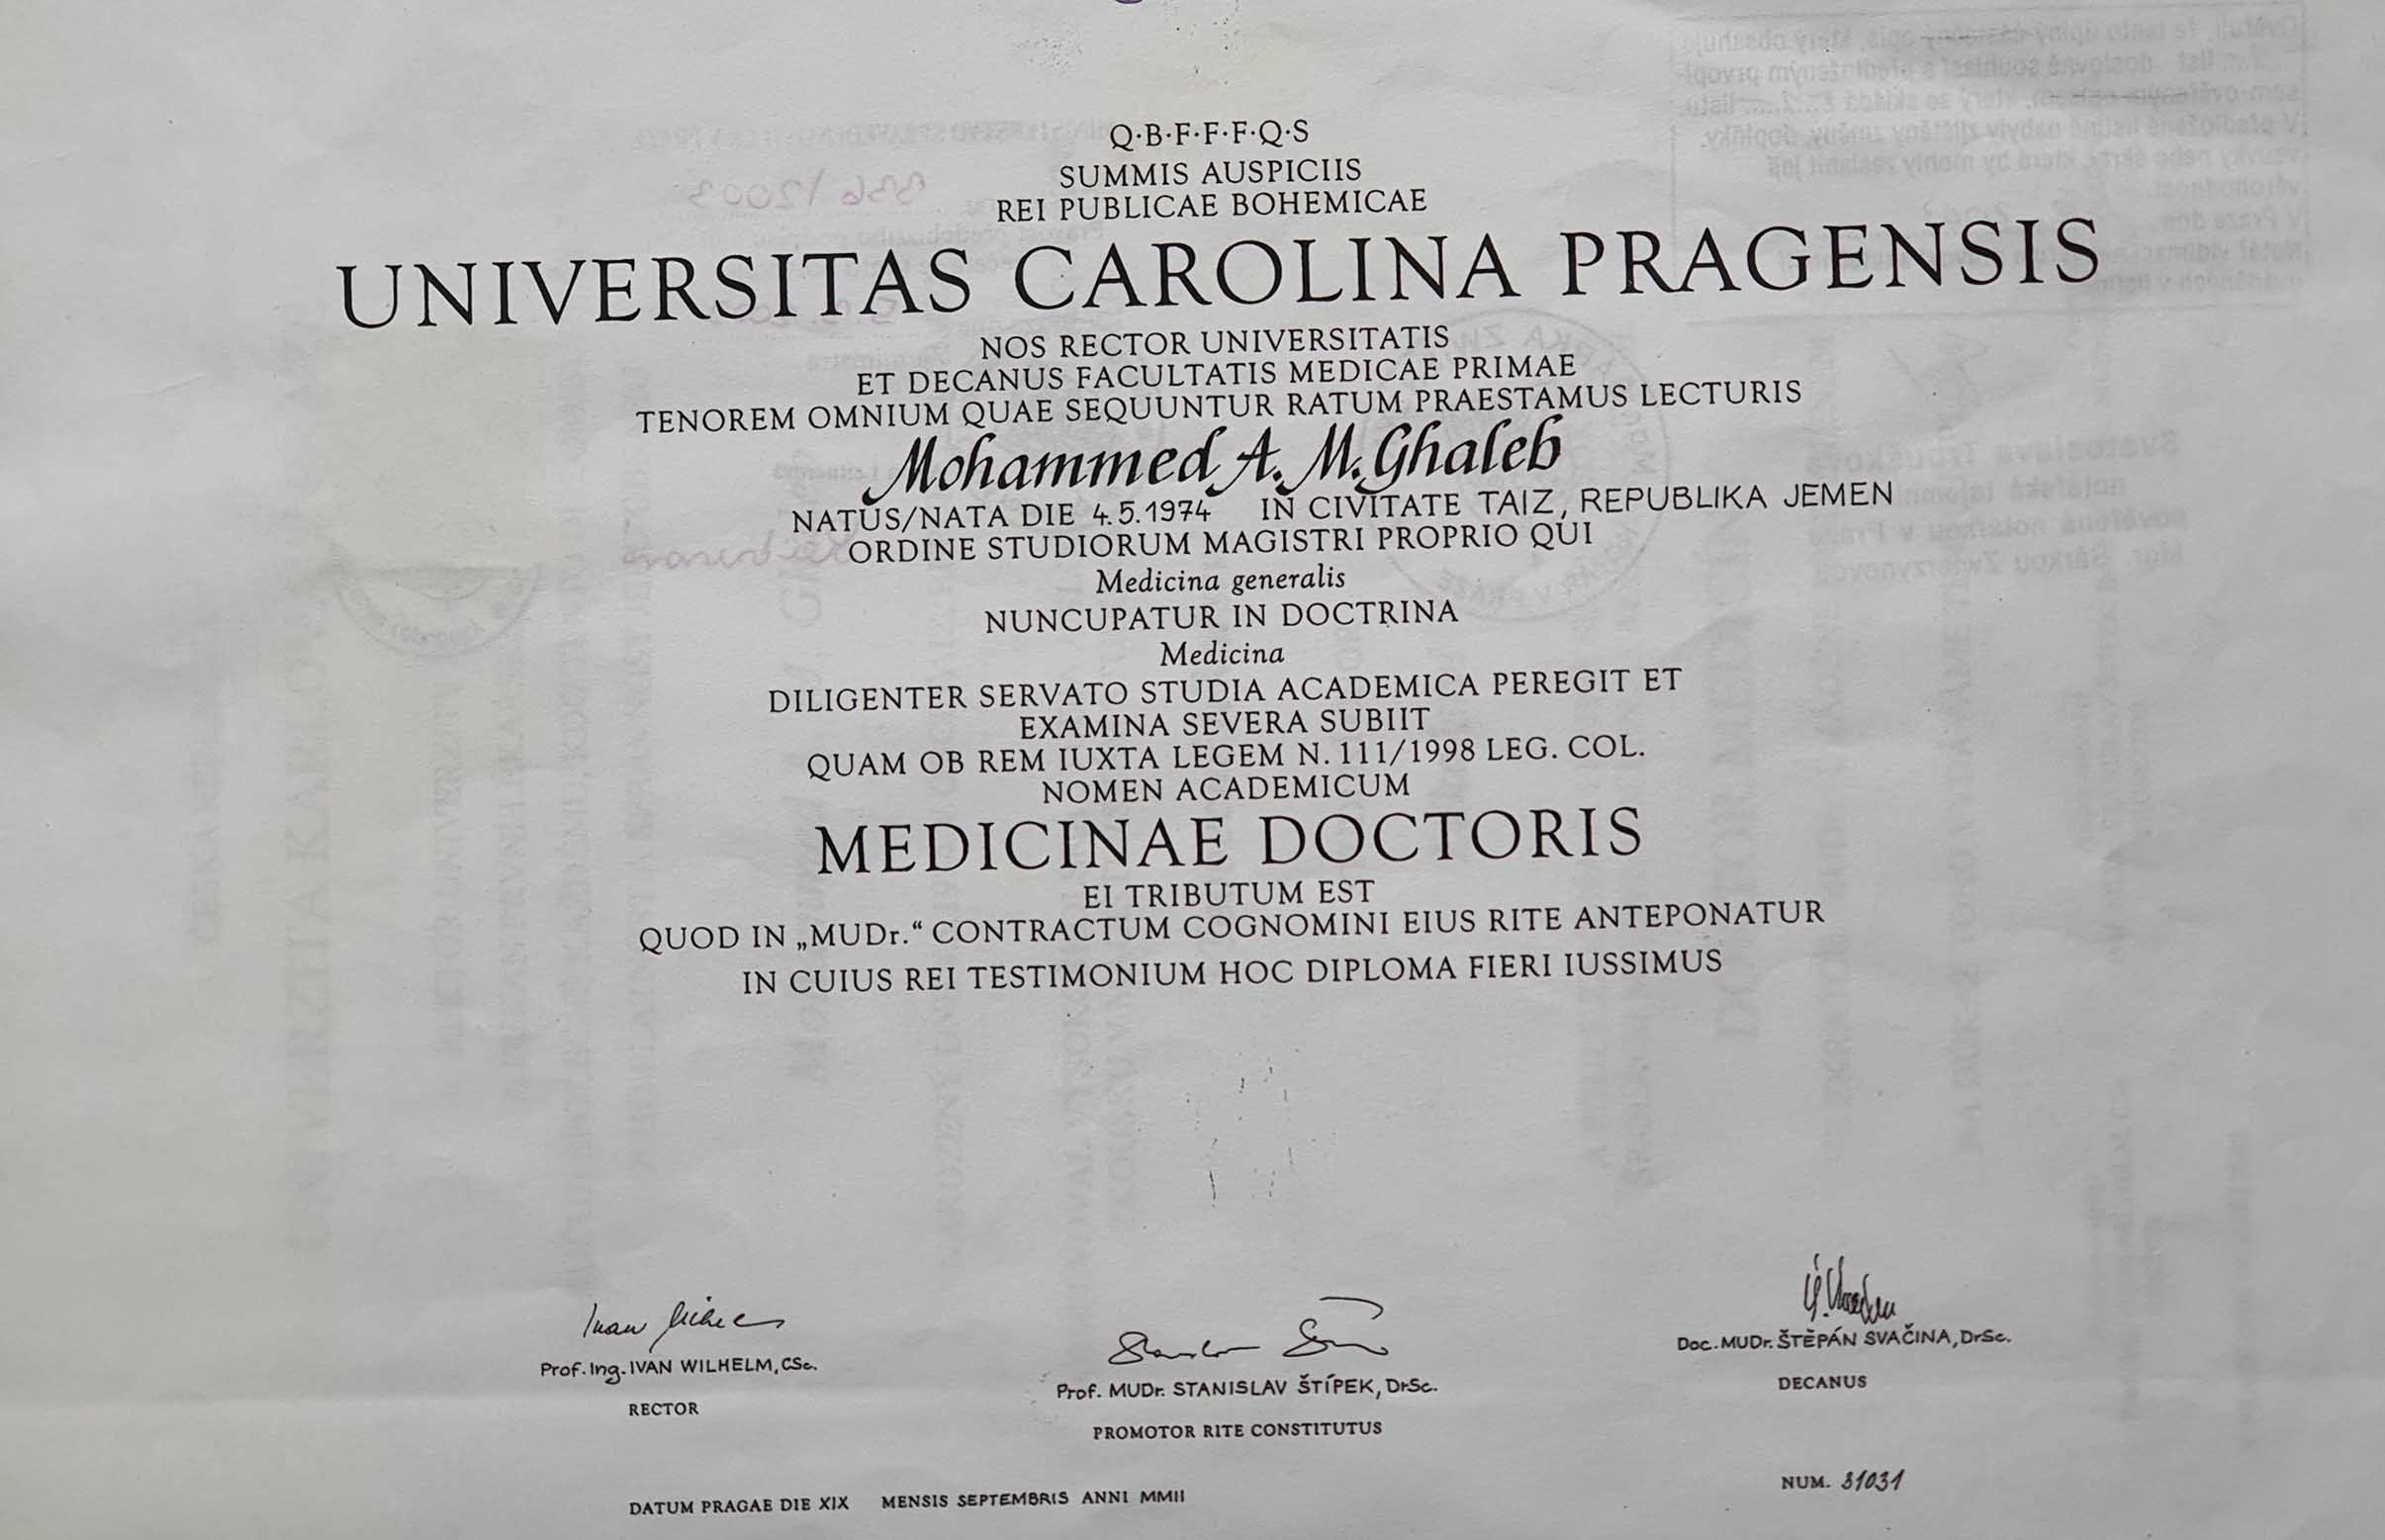 Q·B·F·F·F·Q·S
SUMMIS AUSPICIIS
REI PUBLICAE BOHEMICAE
UNIVERSITAS CAROLINA PRAGENSIS
NOS RECTOR UNIVERSITATIS
ET DECANUS FACULTATIS MEDICAE PRIMAE
TENOREM OMNIUM QUAE SEQUUNTUR RATUM PRAESTAMUS LECTURIS
Mohammed A. M. Ghaleb
NATUS/NATA DIE 4.5.1974 IN CIVITATE TAIZ, REPUBLIKA JEMEN
ORDINE STUDIORUM MAGISTRI PROPRIO QUI
Medicina generalis
NUNCUPATUR IN DOCTRINA
Medicina
DILIGENTER SERVATO STUDIA ACADEMICA PEREGIT ET
EXAMINA SEVERA SUBIIT
QUAM OB REM IUXTA LEGEM N. 111/1998 LEG. COL.
NOMEN ACADEMICUM
MEDICINAE DOCTORIS
EI TRIBUTUM EST
QUOD IN „MUDr.“ CONTRACTUM COGNOMINI EIUS RITE ANTEPONATUR
IN CUIUS REI TESTIMONIUM HOC DIPLOMA FIERI IUSSIMUS
Prof. Ing. IVAN WILHELM, CSc.
RECTOR
Prof. MUDr. STANISLAV ŠTÍPEK, DrSc.
PROMOTOR RITE CONSTITUTUS
Doc. MUDr. ŠTĚPÁN SVAČINA, DrSc.
DECANUS
NUM. 31031
DATUM PRAGAE DIE XIX MENSIS SEPTEMBRIS ANNI MMII